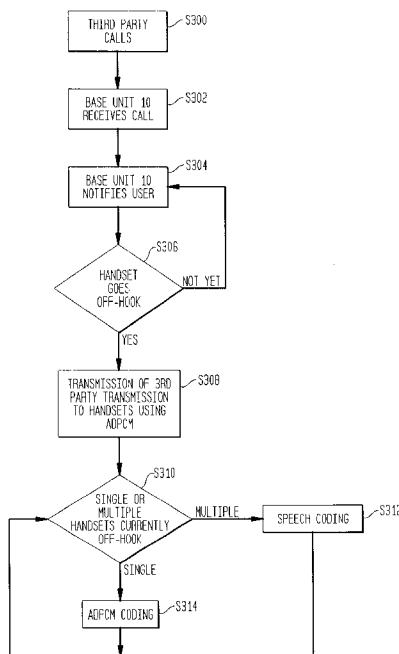 THIRD PARTY
CALLS
S300
BASE UNIT 10
RECEIVES CALL
S302
BASE UNIT 10
NOTIFIES USER
S304
HANDSET
GOES
OFF-HOOK
S306
NOT YET
YES
TRANSMISSION OF 3RD
PARTY TRANSMISSION
TO HANDSETS USING
ADPCM
S308
SINGLE OR
MULTIPLE
HANDSETS CURRENTLY
OFF-HOOK
S310
MULTIPLE
SPEECH CODING
S312
SINGLE
ADPCM CODING
S314